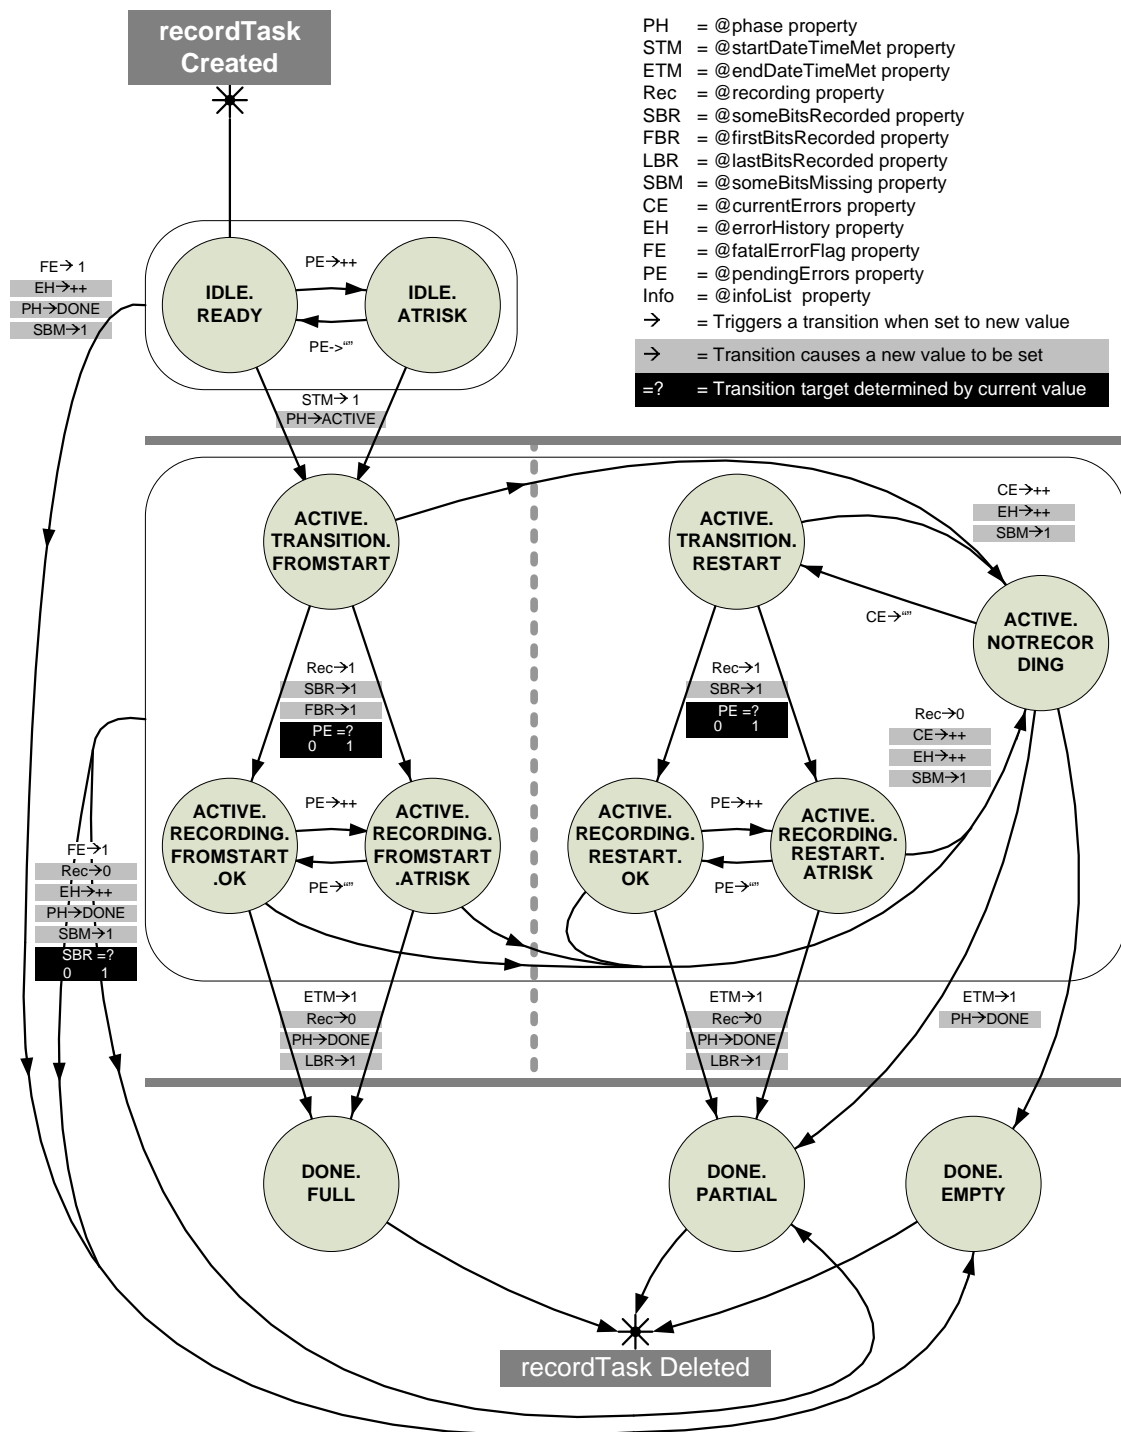 recordTask
Created
PH = @phase property
STM = @startDateTimeMet property
ETM = @endDateTimeMet property
Rec = @recording property
SBR = @someBitsRecorded property
FBR = @firstBitsRecorded property
LBR = @lastBitsRecorded property
SBM = @someBitsMissing property
CE = @currentErrors property
EH = @errorHistory property
FE = @fatalErrorFlag property
PE = @pendingErrors property
Info = @infoList property
→ = Triggers a transition when set to new value
→ = Transition causes a new value to be set
=? = Transition target determined by current value
FE→ 1
EH→++
PH→DONE
SBM→1
IDLE.
READY
PE→++
PE->“”
IDLE.
ATRISK
STM→ 1
PH→ACTIVE
ACTIVE.
TRANSITION.
FROMSTART
ACTIVE.
TRANSITION.
RESTART
CE→++
EH→++
SBM→1
CE→“”
ACTIVE.
NOTRECOR
DING
Rec→1
SBR→1
FBR→1
PE =?
0 1
Rec→1
SBR→1
PE =?
0 1
Rec→0
CE→++
EH→++
SBM→1
ACTIVE.
RECORDING.
FROMSTART
.OK
PE→++
PE→“”
ACTIVE.
RECORDING.
FROMSTART
.ATRISK
ACTIVE.
RECORDING.
RESTART.
OK
PE→++
PE→“”
ACTIVE.
RECORDING.
RESTART.
ATRISK
FE→1
Rec→0
EH→++
PH→DONE
SBM→1
SBR =?
0 1
ETM→1
Rec→0
PH→DONE
LBR→1
ETM→1
Rec→0
PH→DONE
LBR→1
ETM→1
PH→DONE
DONE.
FULL
DONE.
PARTIAL
DONE.
EMPTY
recordTask Deleted